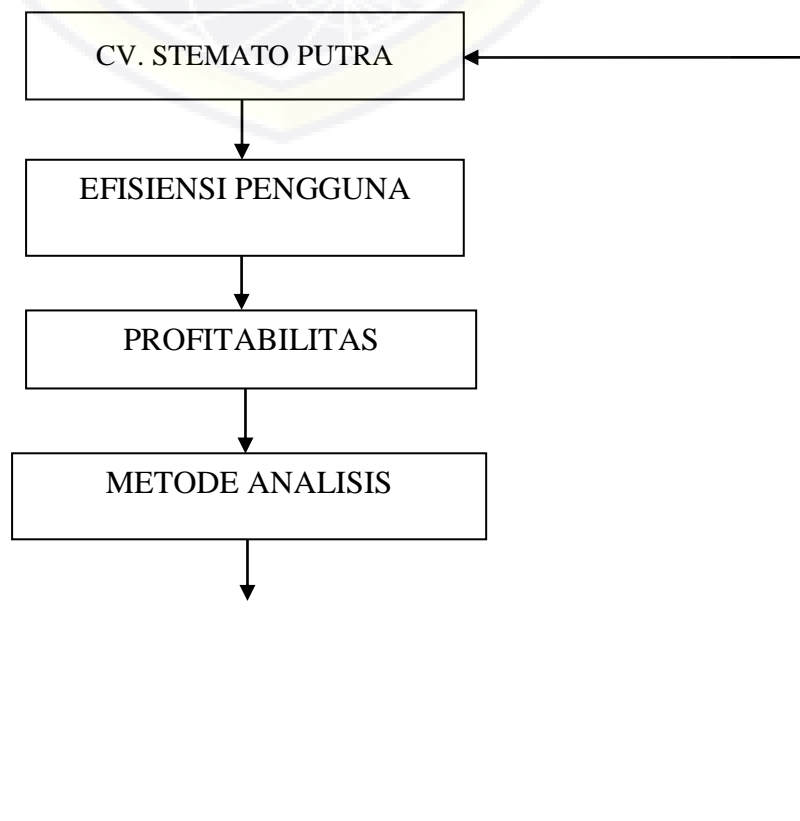 CV. STEMATO PUTRA
EFISIENSI PENGGUNA
PROFITABILITAS
METODE ANALISIS